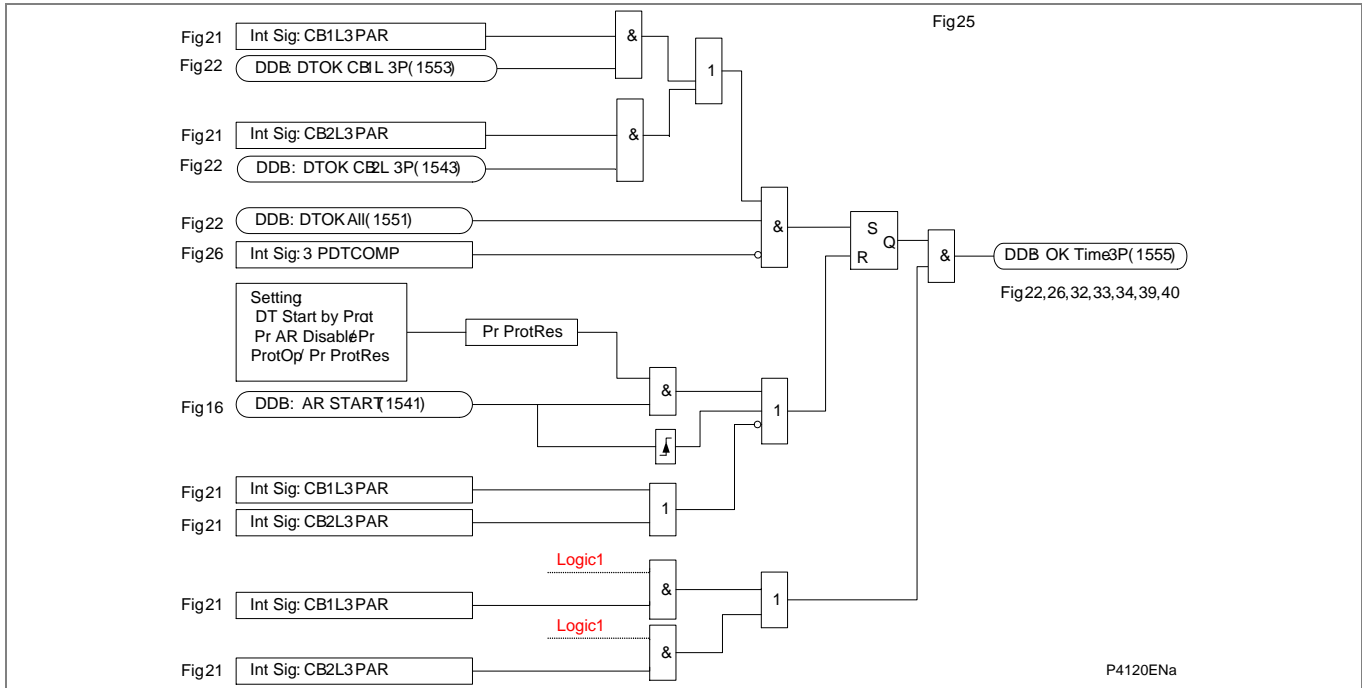 Fig25
Fig21 Int Sig: CB1L3PAR
&
Fig22 DDB: DTOK CB1L 3P(1553)
1
Fig21 Int Sig: CB2L3PAR
&
Fig22 DDB: DTOK CB2L 3P(1543)
Fig22 DDB: DTOKAll(1551)
&
S
Q
R
Fig26 Int Sig: 3 PDTCOMP
&
DDB OK Time3P(1555)
Fig22,26,32,33,34,39,40
Setting
DT Start by Prot
Pr AR Disable/Pr
ProtOp/ Pr ProtRes
Pr ProtRes
&
1
Fig16 DDB: AR START(1541)
Fig21 Int Sig: CB1L3PAR
1
Fig21 Int Sig: CB2L3PAR
Logic1
&
1
Fig21 Int Sig: CB1L3PAR
Logic1
&
Fig21 Int Sig: CB2L3PAR
P4120ENa